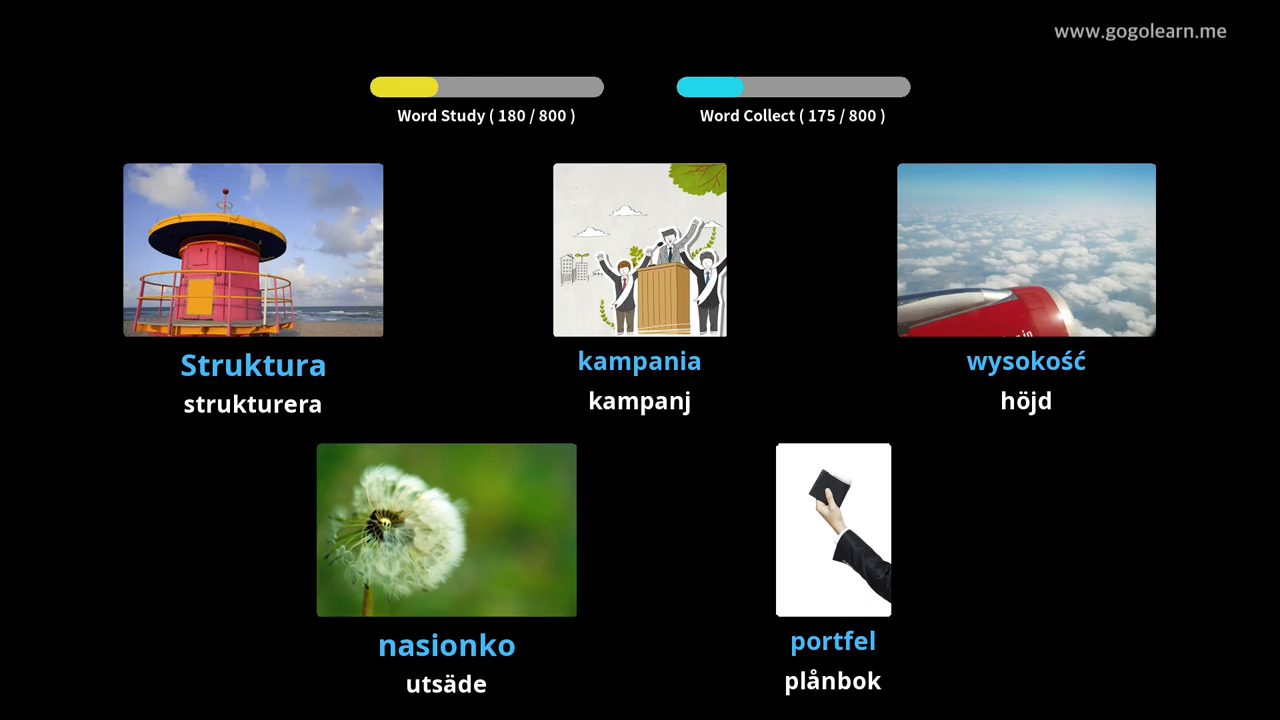 www.gogolearn.me
Word Study ( 180 / 800 )
Word Collect ( 175 / 800 )
Struktura
strukturera
kampania
kampanj
wysokość
höjd
nasionko
utsäde
portfel
plånbok